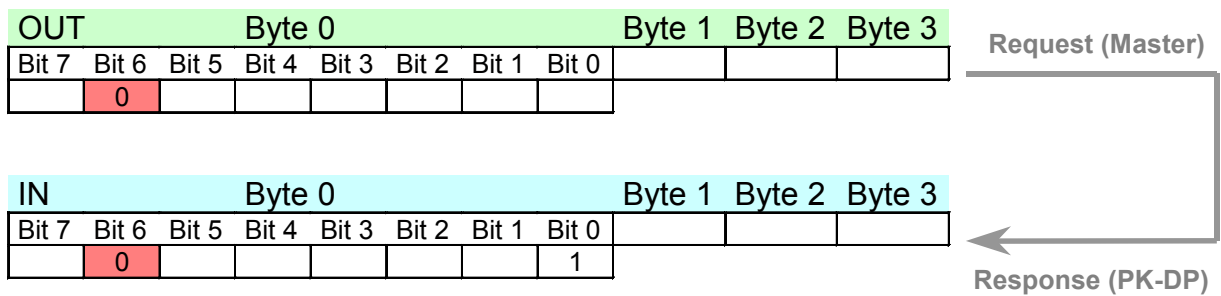 OUT Byte 0 Byte 1 Byte 2 Byte 3
Request (Master)
Bit 7 Bit 6 Bit 5 Bit 4 Bit 3 Bit 2 Bit 1 Bit 0
0
IN Byte 0 Byte 1 Byte 2 Byte 3
Bit 7 Bit 6 Bit 5 Bit 4 Bit 3 Bit 2 Bit 1 Bit 0
0 1
Response (PK-DP)